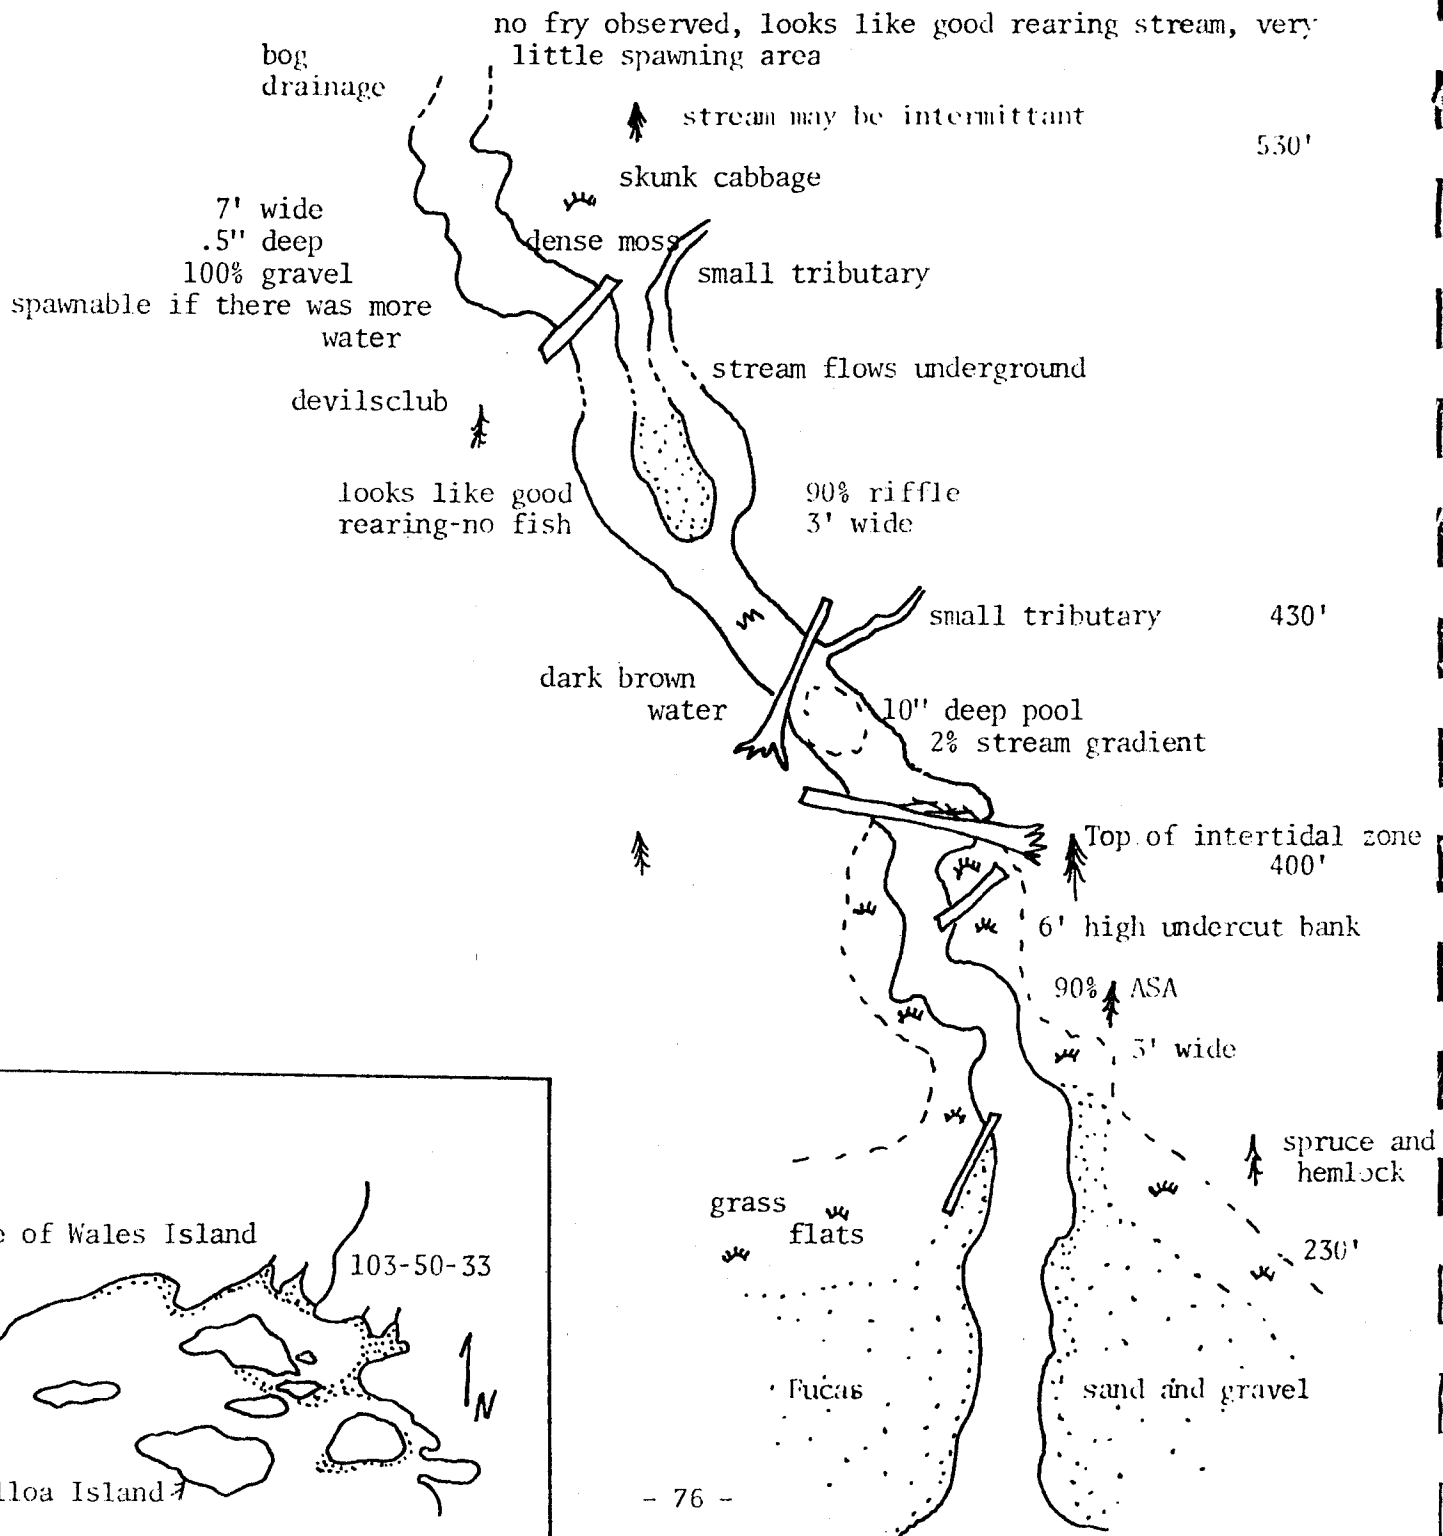 no fry observed, looks like good rearing stream, very
little spawning area
bog
drainage
stream may be intermittant
530'
skunk cabbage
7' wide
.5" deep
100% gravel
spawnable if there was more
water
dense moss
small tributary
stream flows underground
devilsclub
looks like good
rearing-no fish
90% riffle
3' wide
small tributary
430'
dark brown
water
10" deep pool
2% stream gradient
Top of intertidal zone
400'
6' high undercut bank
90% ASA
3' wide
spruce and
hemlock
grass
flats
230'
Fucas
sand and gravel
e of Wales Island
103-50-33
N
lloa Island
- 76 -